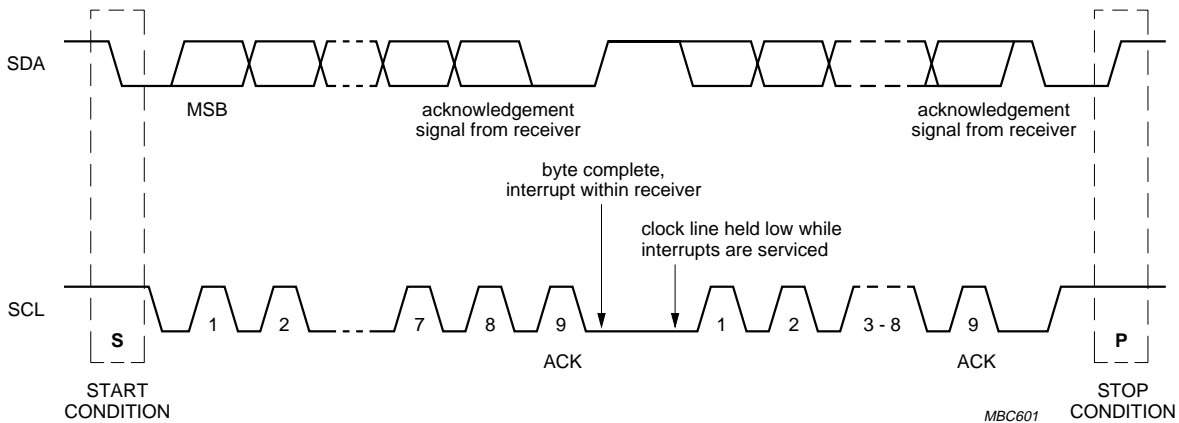 SDA
MSB
acknowledgement
signal from receiver
acknowledgement
signal from receiver
byte complete,
interrupt within receiver
clock line held low while
interrupts are serviced
SCL
S
1
2
7
8
9
1
2
3 - 8
9
P
ACK
ACK
START
CONDITION
STOP
CONDITION
MBC601